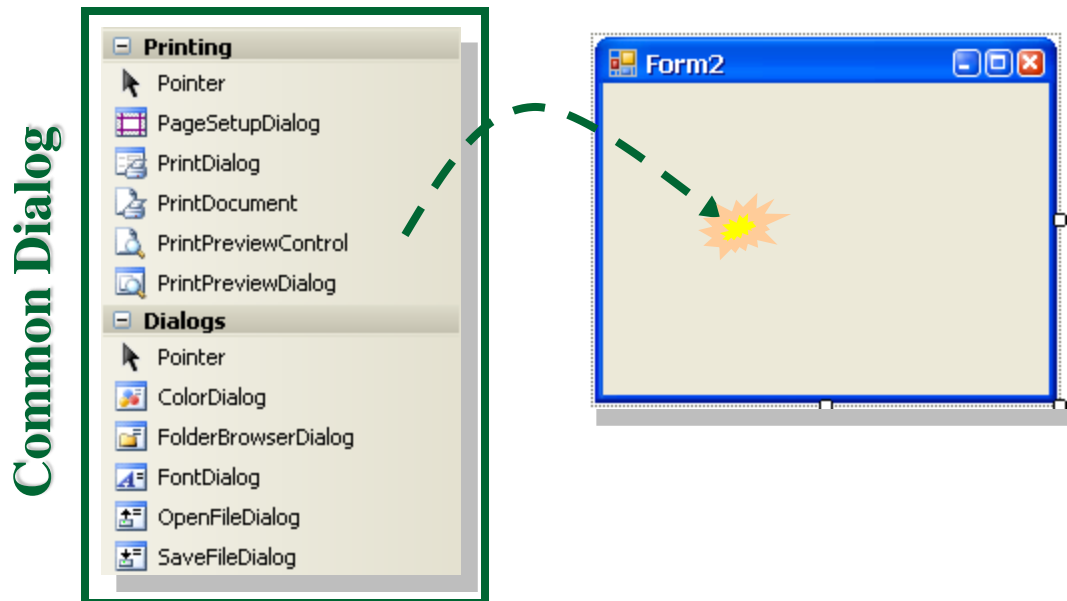 Common Dialog
Printing
Pointer
PageSetupDialog
PrintDialog
PrintDocument
PrintPreviewControl
PrintPreviewDialog
Dialogs
Pointer
ColorDialog
FolderBrowserDialog
FontDialog
OpenFileDialog
SaveFileDialog
Form2